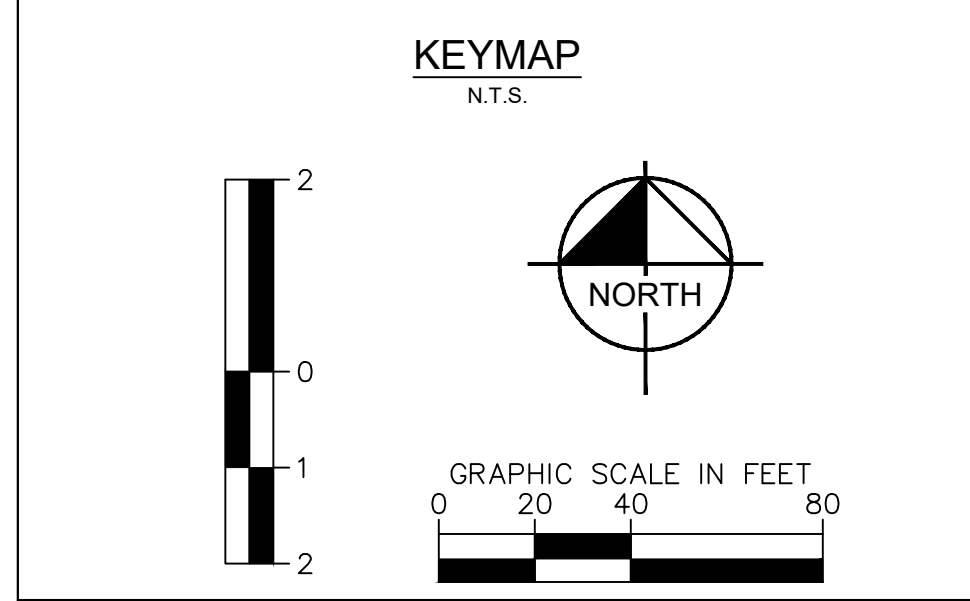 KEYMAP
N.T.S.
2
0
1
2
NORTH
GRAPHIC SCALE IN FEET
0 20 40 80